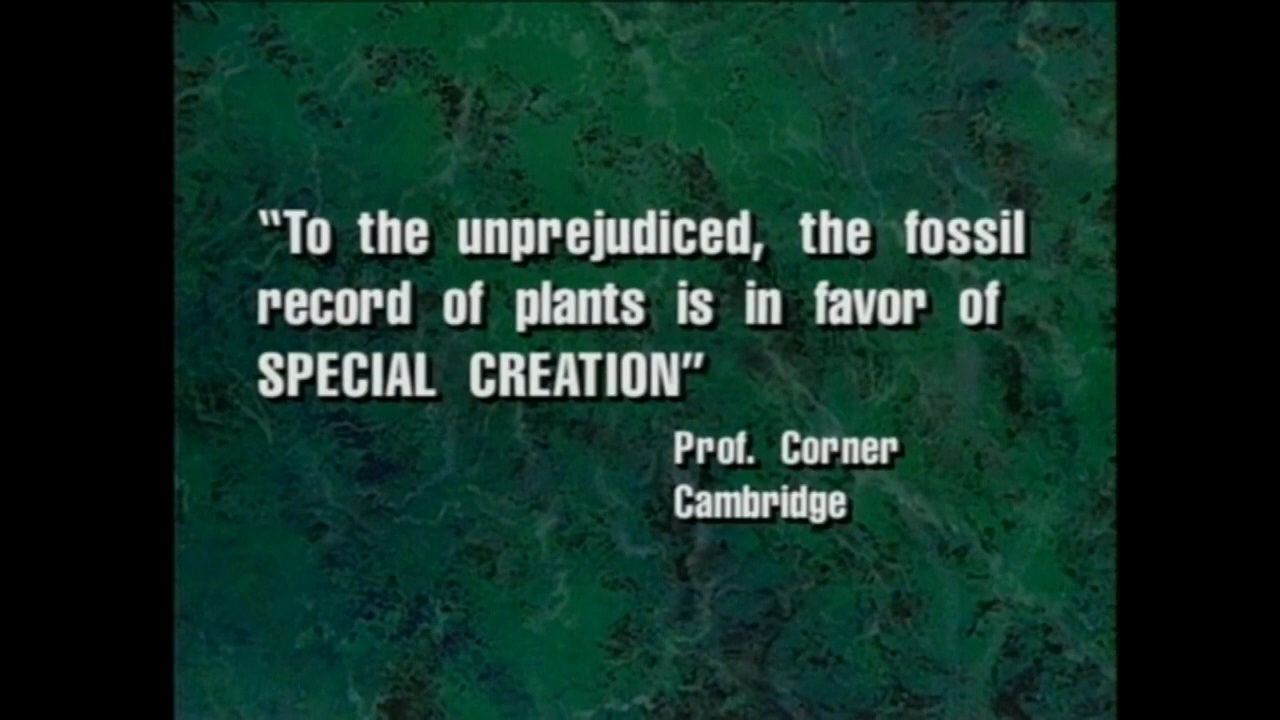 “To the unprejudiced, the fossil
record of plants is in favor of
SPECIAL CREATION”
Prof. Corner
Cambridge